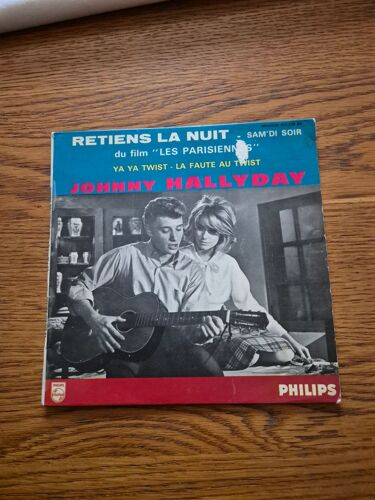 RETIENS LA NUIT - SAM'DI SOIR
du film "LES PARISIENNES"
YA YA TWIST - LA FAUTE AU TWIST
JOHNNY HALLYDAY
PHILIPS
PHILIPS